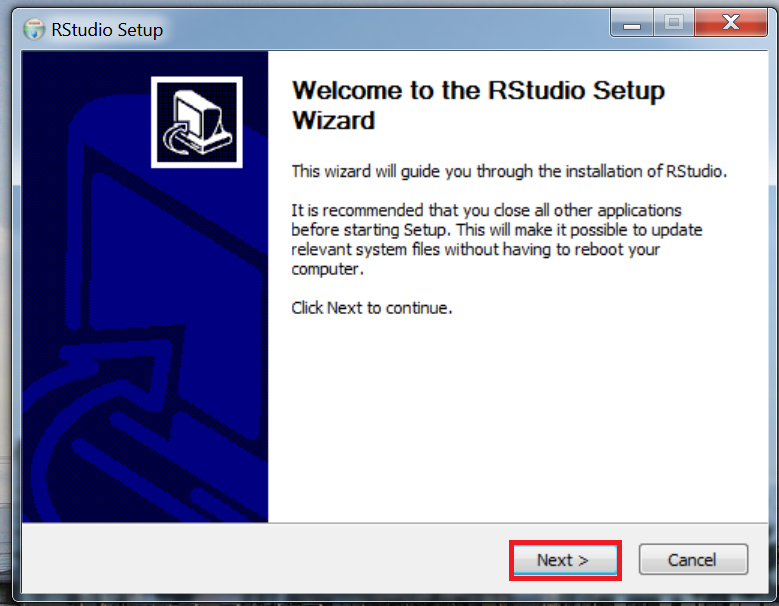 RStudio Setup
Welcome to the RStudio Setup
Wizard
This wizard will guide you through the installation of RStudio.
It is recommended that you close all other applications
before starting Setup. This will make it possible to update
relevant system files without having to reboot your
computer.
Click Next to continue.
Next >
Cancel